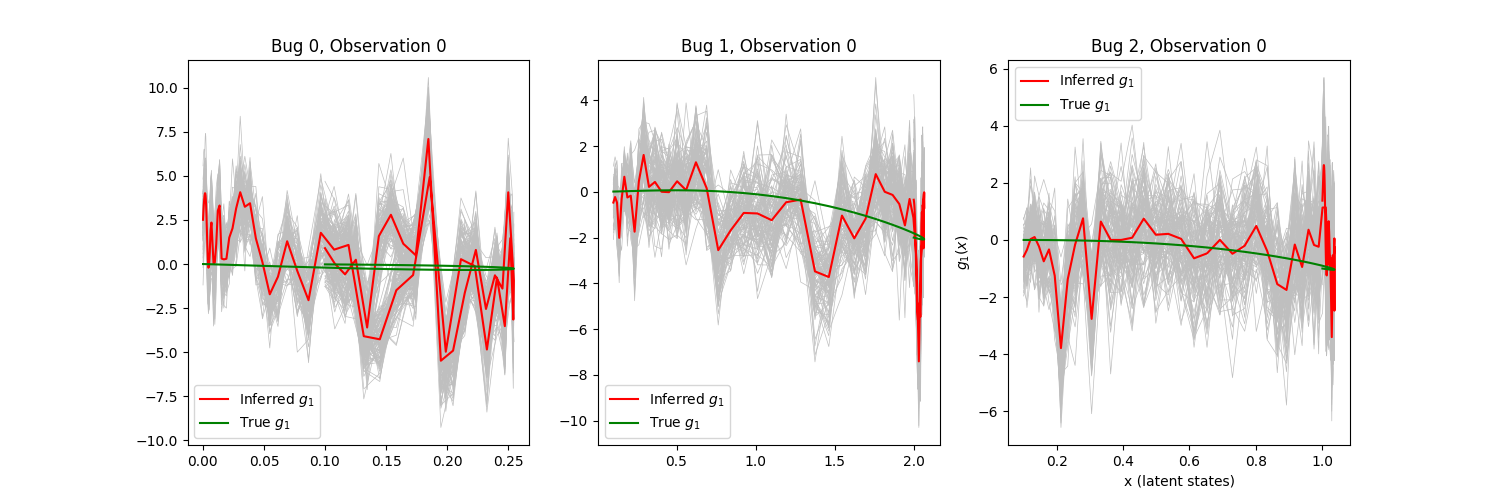 Bug 0, Observation 0
10.0
7.5
5.0
2.5
0.0
−2.5
−5.0
−7.5
−10.0
Inferred g₁
True g₁
0.00 0.05 0.10 0.15 0.20 0.25
Bug 1, Observation 0
4
2
0
−2
−4
−6
−8
−10
Inferred g₁
True g₁
0.5 1.0 1.5 2.0
Bug 2, Observation 0
g₁(x)
6
4
2
0
−2
−4
−6
Inferred g₁
True g₁
0.2 0.4 0.6 0.8 1.0
x (latent states)